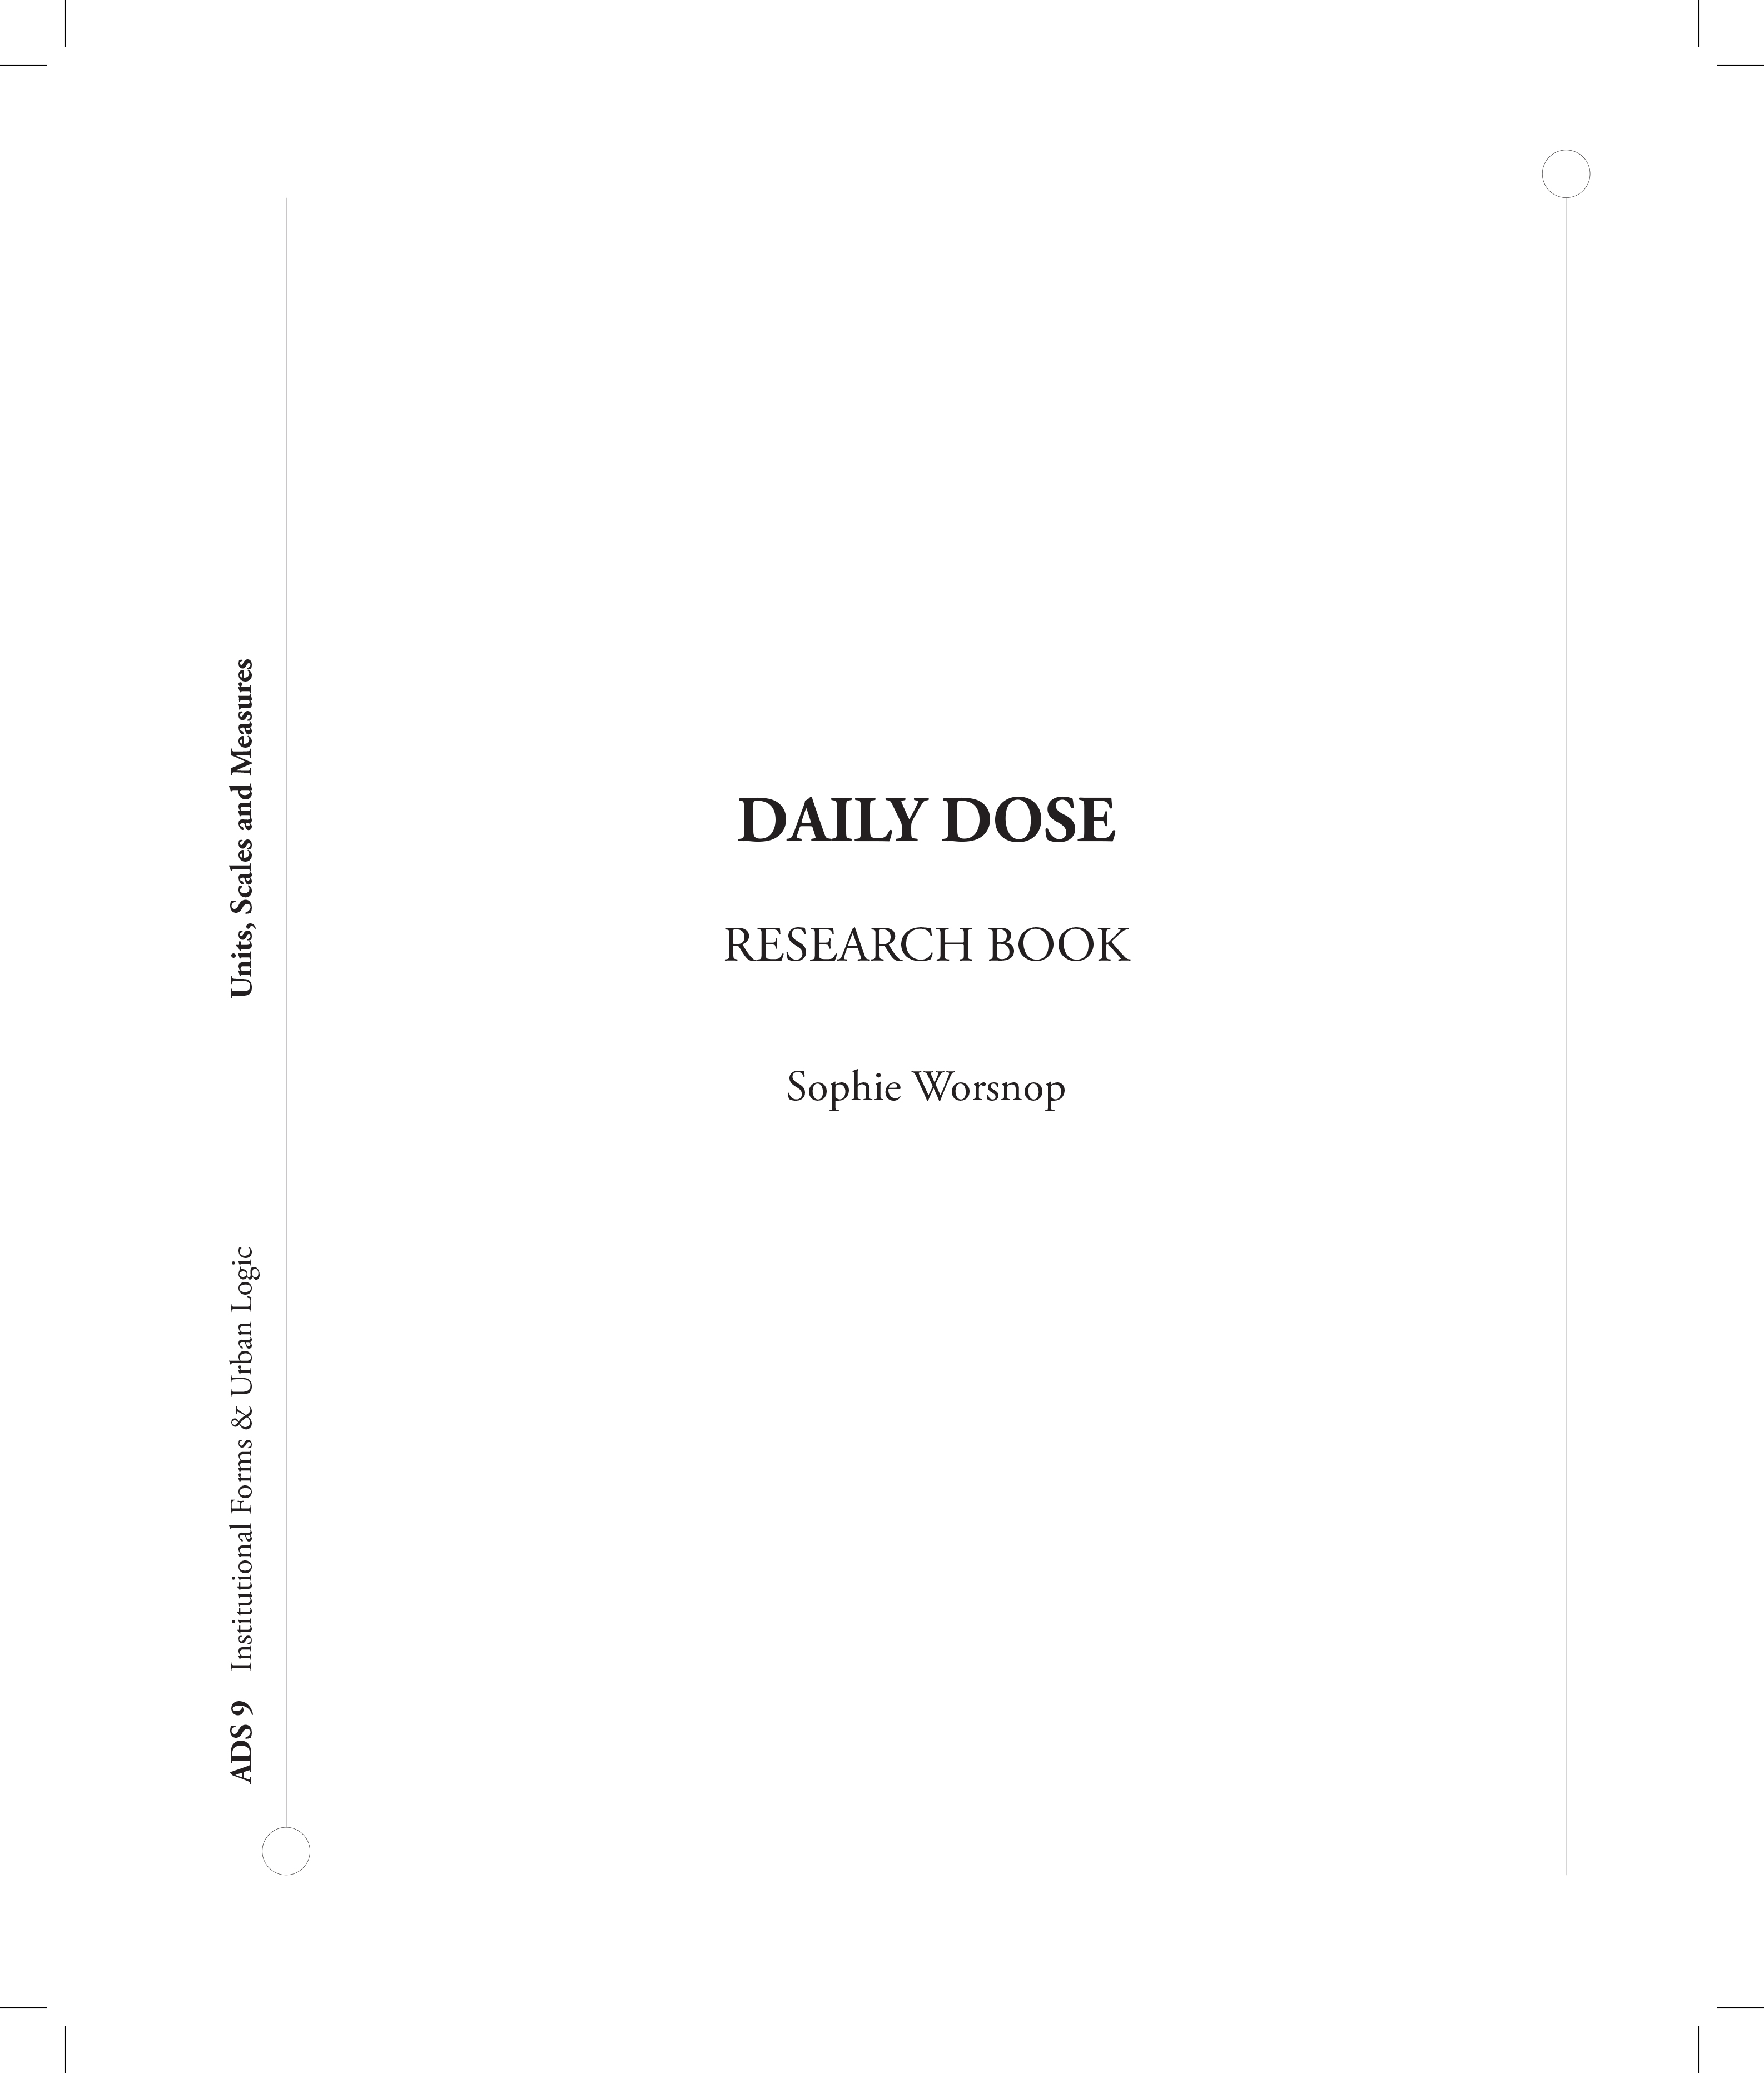 DAILY DOSE
RESEARCH BOOK
Sophie Worsnop
ADS 9 Institutional Forms & Urban Logic
Units, Scales and Measures